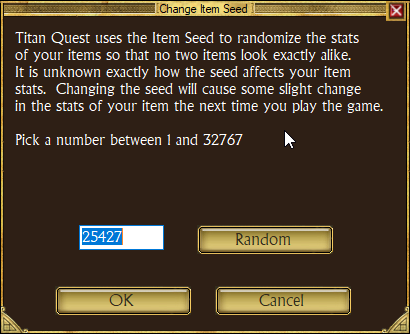 Change Item Seed
Titan Quest uses the Item Seed to randomize the stats
of your items so that no two items look exactly alike.
It is unknown exactly how the seed affects your item
stats. Changing the seed will cause some slight change
in the stats of your item the next time you play the game.
Pick a number between 1 and 32767
25427
Random
OK
Cancel